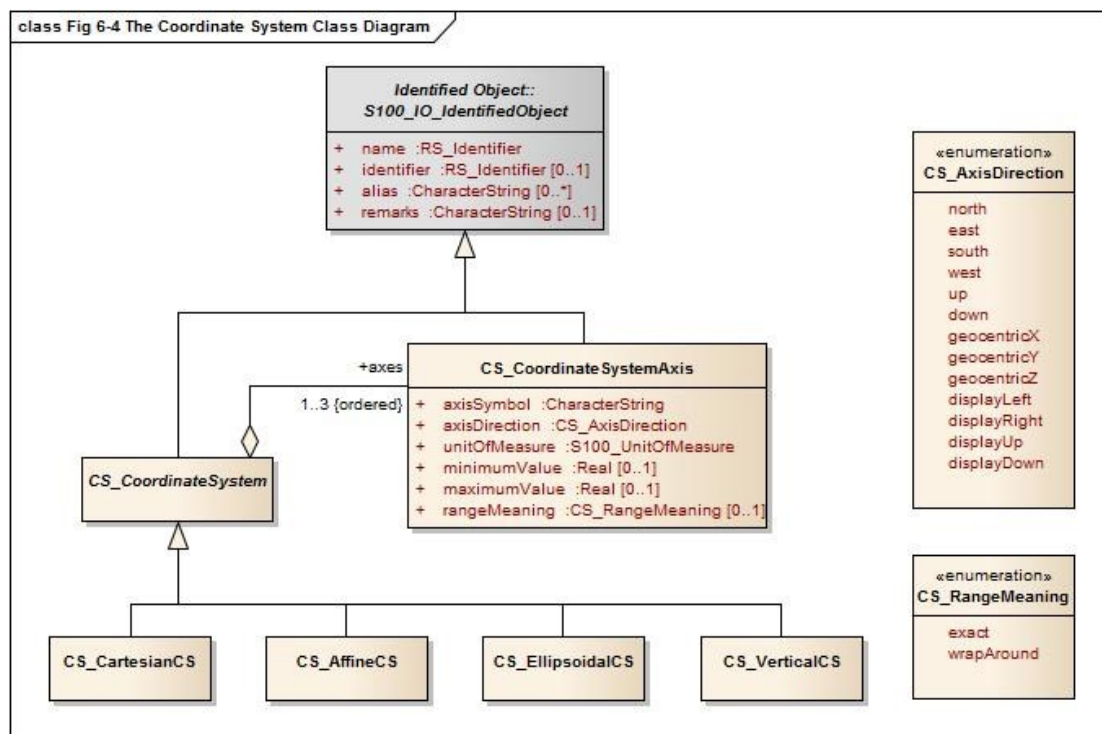 class Fig 6-4 The Coordinate System Class Diagram
Identified Object::
S100_IO_IdentifiedObject
+ name :RS_Identifier
+ identifier :RS_Identifier [0..1]
+ alias :CharacterString [0..*]
+ remarks :CharacterString [0..1]
«enumeration»
CS_AxisDirection
north
east
south
west
up
down
geocentricX
geocentricY
geocentricZ
displayLeft
displayRight
displayUp
displayDown
+axes
1..3 {ordered}
CS_CoordinateSystemAxis
+ axisSymbol :CharacterString
+ axisDirection :CS_AxisDirection
+ unitOfMeasure :S100_UnitOfMeasure
+ minimumValue :Real [0..1]
+ maximumValue :Real [0..1]
+ rangeMeaning :CS_RangeMeaning [0..1]
CS_CoordinateSystem
«enumeration»
CS_RangeMeaning
exact
wrapAround
CS_CartesianCS
CS_AffineCS
CS_EllipsoidalCS
CS_VerticalCS